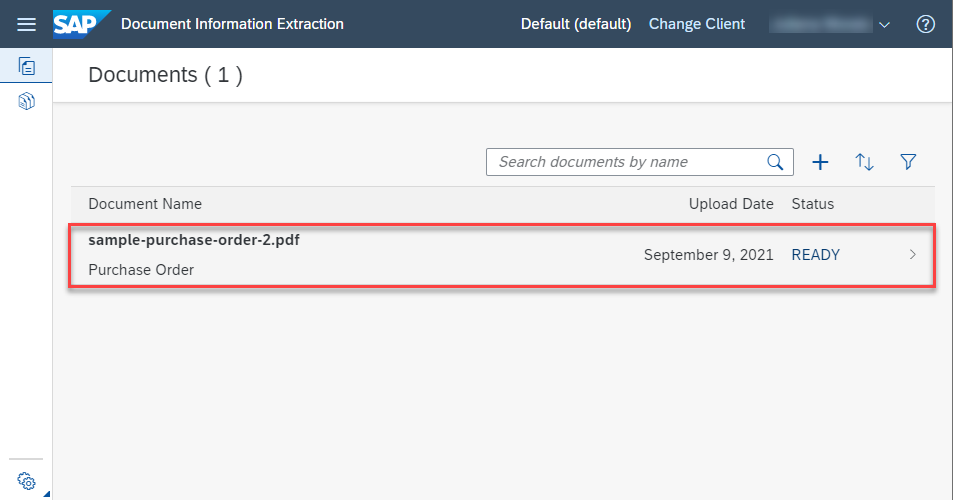 SAP Document Information Extraction Default (default) Change Client
Documents ( 1 )
Search documents by name
Document Name Upload Date Status
sample-purchase-order-2.pdf
September 9, 2021 READY
Purchase Order